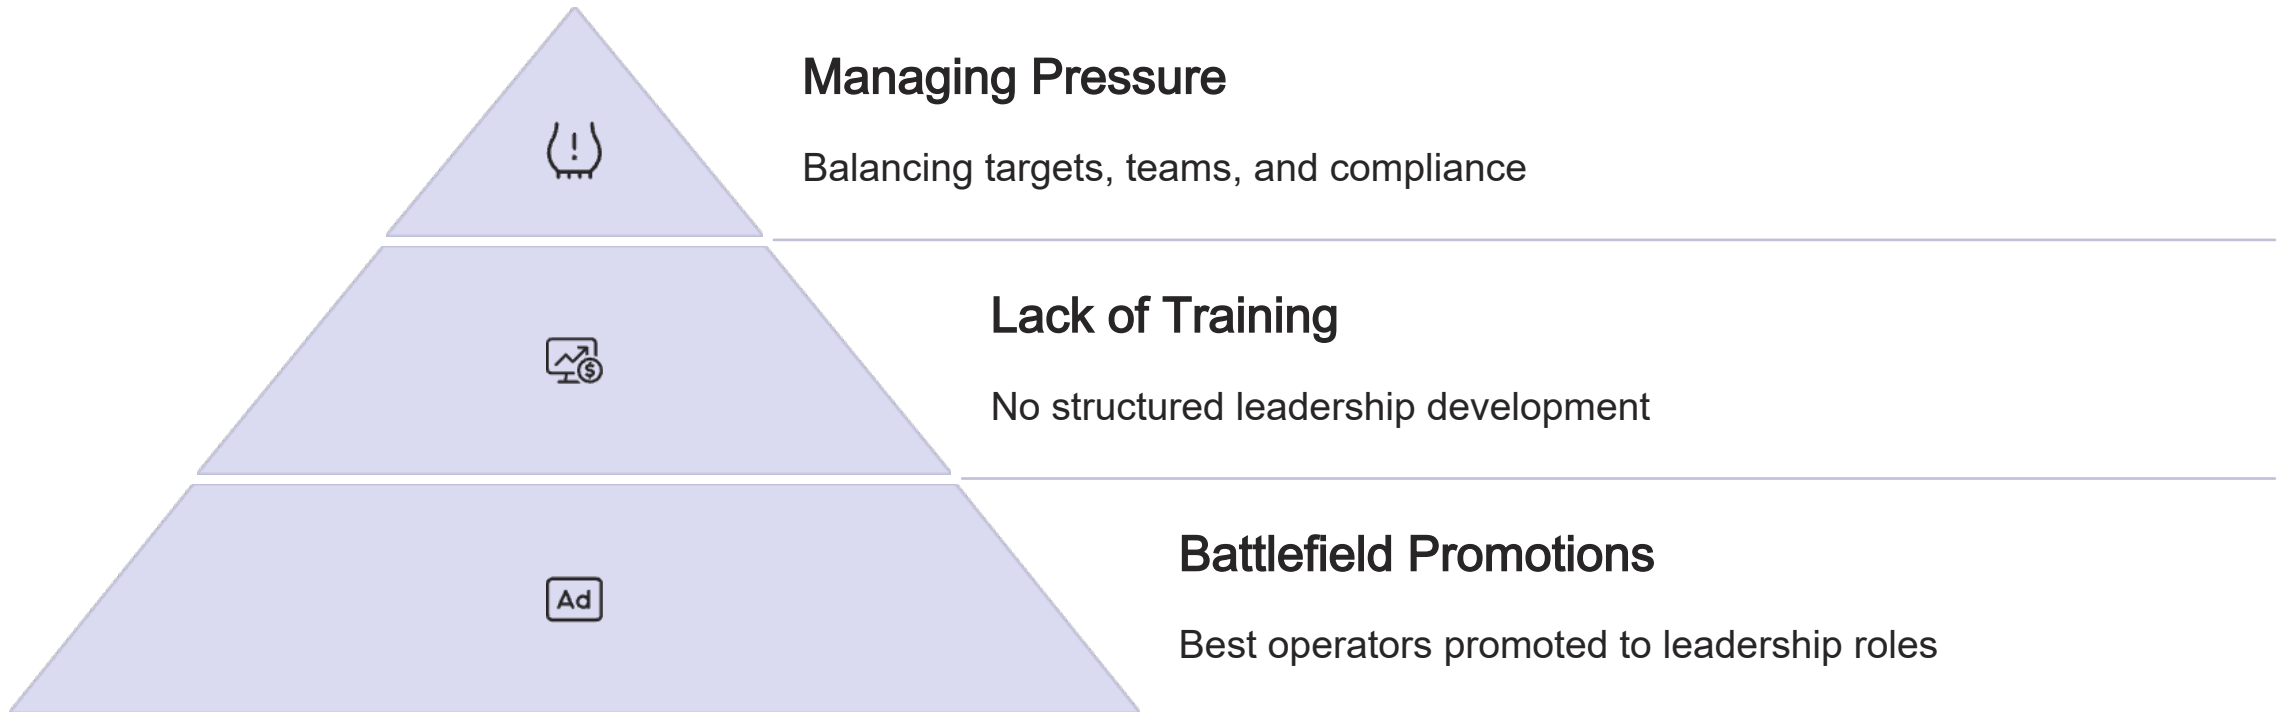 Managing Pressure
!
Balancing targets, teams, and compliance
Lack of Training
$
No structured leadership development
Battlefield Promotions
Ad
Best operators promoted to leadership roles